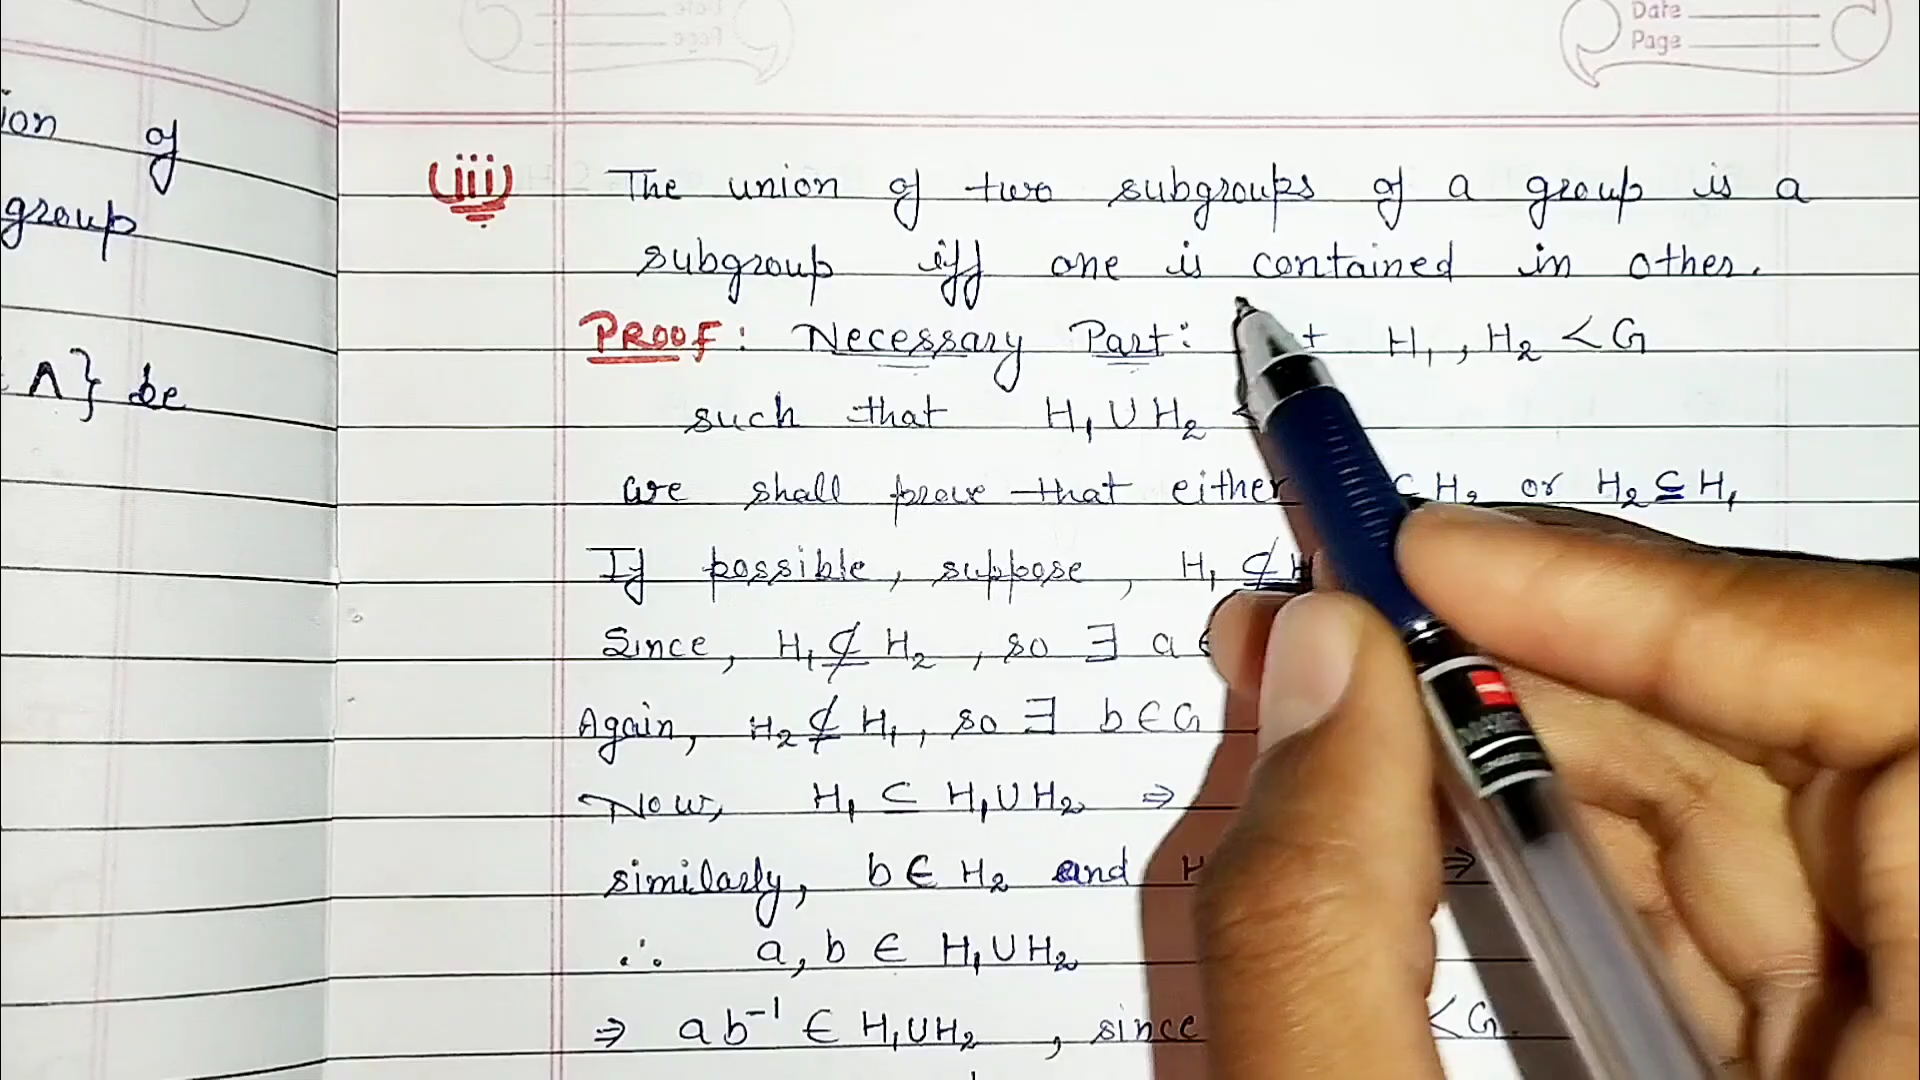 Date
Page
ion of
group
Λ} be
(iii) The union of two subgroups of a group is a
subgroup iff one is contained in other.
PROOF: Necessary Part: H₁, H₂ < G
such that H₁ ∪ H₂ <
we shall prove that either ⊂ H₂ or H₂ ⊆ H₁
If possible, suppose, H₁ ⊈ H
Since, H₁ ⊈ H₂, so ∃ a ∈
Again, H₂ ⊈ H₁, so ∃ b ∈ G
Now, H₁ ⊂ H₁ ∪ H₂ ⇒
similarly, b ∈ H₂ and H ⇒
∴ a, b ∈ H₁ ∪ H₂
⇒ ab⁻¹ ∈ H₁ ∪ H₂, since < G.